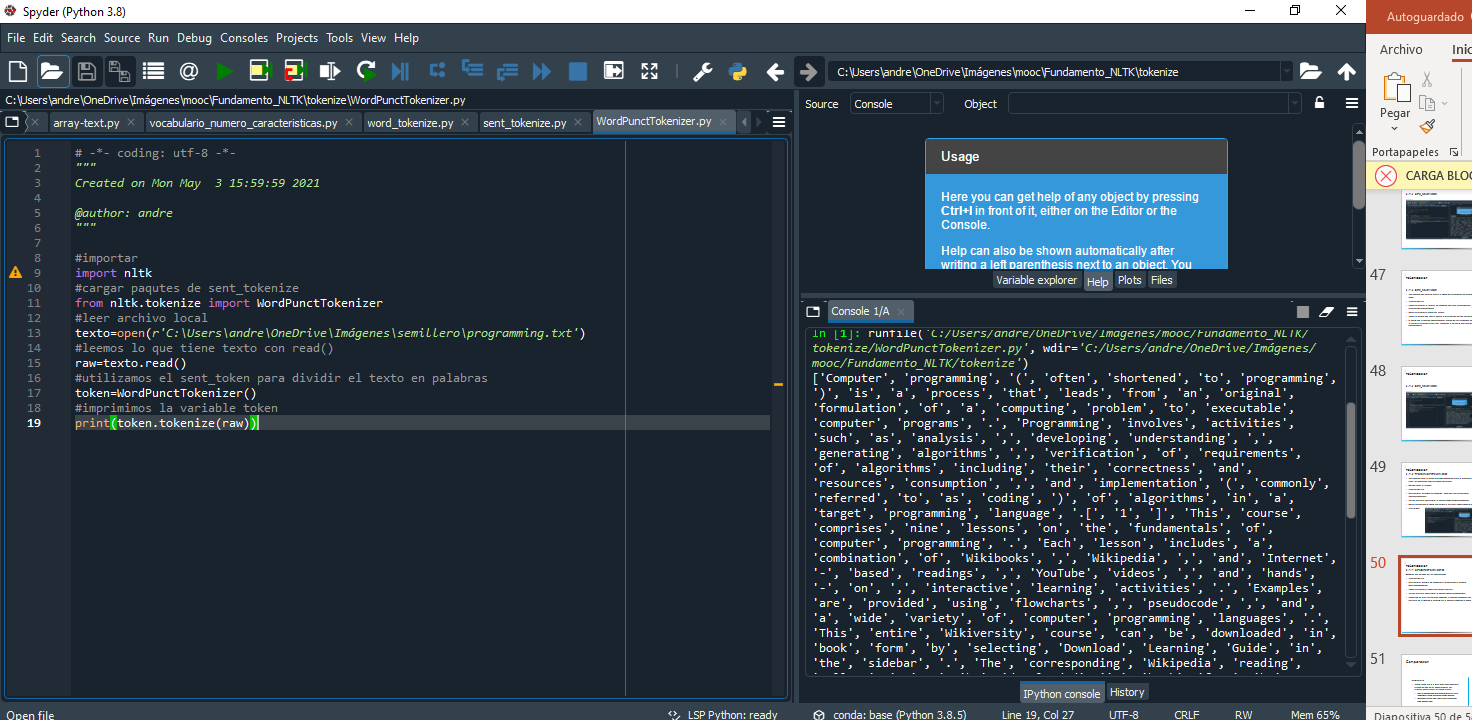 Spyder (Python 3.8)
File Edit Search Source Run Debug Consoles Projects Tools View Help
C:\Users\andre\OneDrive\Imágenes\mooc\Fundamento_NLTK\tokenize
C:\Users\andre\OneDrive\Imágenes\mooc\Fundamento_NLTK\tokenize\WordPunctTokenizer.py
array-text.py vocabulario_numero_caracteristicas.py word_tokenize.py sent_tokenize.py WordPunctTokenizer.py
1 # -*- coding: utf-8 -*-
2 """
3 Created on Mon May  3 15:59:59 2021
4
5 @author: andre
6 """
7
8 #importar
9 import nltk
10 #cargar paqutes de sent_tokenize
11 from nltk.tokenize import WordPunctTokenizer
12 #leer archivo local
13 texto=open(r'C:\Users\andre\OneDrive\Imágenes\semillero\programming.txt')
14 #leemos lo que tiene texto con read()
15 raw=texto.read()
16 #utilizamos el sent_token para dividir el texto en palabras
17 token=WordPunctTokenizer()
18 #imprimimos la variable token
19 print(token.tokenize(raw))
Source Console Object
Usage
Here you can get help of any object by pressing
Ctrl+I in front of it, either on the Editor or the
Console.
Help can also be shown automatically after
writing a left parenthesis next to an object. You
Variable explorer Help Plots Files
Console 1/A
In [1]: runfile('C:/Users/andre/OneDrive/Imágenes/mooc/Fundamento_NLTK/
tokenize/WordPunctTokenizer.py', wdir='C:/Users/andre/OneDrive/Imágenes/
mooc/Fundamento_NLTK/tokenize')
['Computer', 'programming', '(', 'often', 'shortened', 'to', 'programming',
')', 'is', 'a', 'process', 'that', 'leads', 'from', 'an', 'original',
'formulation', 'of', 'a', 'computing', 'problem', 'to', 'executable',
'computer', 'programs', '.', 'Programming', 'involves', 'activities',
'such', 'as', 'analysis', ',', 'developing', 'understanding', ',',
'generating', 'algorithms', ',', 'verification', 'of', 'requirements',
'of', 'algorithms', 'including', 'their', 'correctness', 'and',
'resources', 'consumption', ',', 'and', 'implementation', '(', 'commonly',
'referred', 'to', 'as', 'coding', ')', 'of', 'algorithms', 'in', 'a',
'target', 'programming', 'language', '.[', '1', ']', 'This', 'course',
'comprises', 'nine', 'lessons', 'on', 'the', 'fundamentals', 'of',
'computer', 'programming', '.', 'Each', 'lesson', 'includes', 'a',
'combination', 'of', 'Wikibooks', ',', 'Wikipedia', ',', 'and', 'Internet',
'-', 'based', 'readings', ',', 'YouTube', 'videos', ',', 'and', 'hands',
'-', 'on', ',', 'interactive', 'learning', 'activities', '.', 'Examples',
'are', 'provided', 'using', 'flowcharts', ',', 'pseudocode', ',', 'and',
'a', 'wide', 'variety', 'of', 'computer', 'programming', 'languages', '.',
'This', 'entire', 'Wikiversity', 'course', 'can', 'be', 'downloaded', 'in',
'book', 'form', 'by', 'selecting', 'Download', 'Learning', 'Guide', 'in',
'the', 'sidebar', '.', 'The', 'corresponding', 'Wikipedia', 'reading',
IPython console History
Open file LSP Python: ready conda: base (Python 3.8.5) Line 19, Col 27 UTF-8 CRLF RW Mem 65%
Autoguardado
Archivo Inic
Pegar
Portapapeles
CARGA BLOC
47
48
49
50
51
Diapositiva 50 de 5